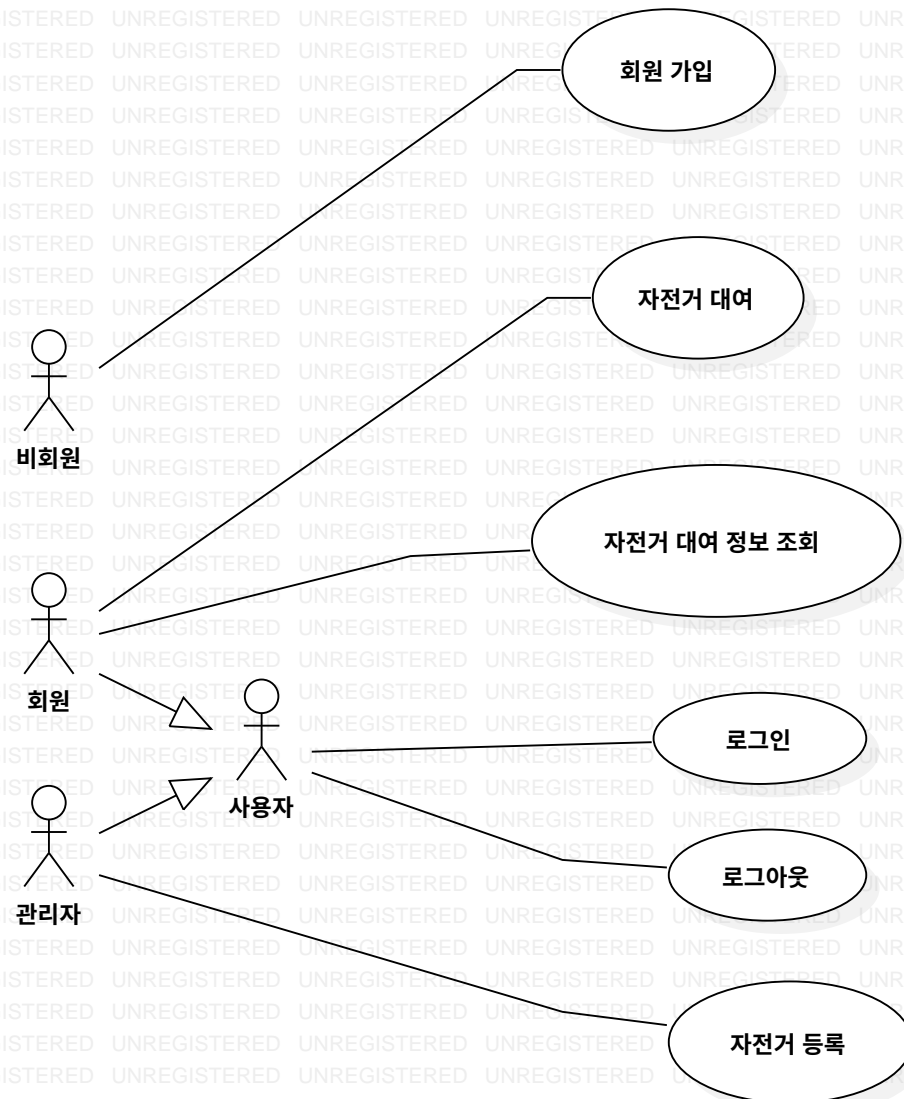 회원 가입
자전거 대여
비회원
자전거 대여 정보 조회
회원
사용자
로그인
관리자
로그아웃
자전거 등록
UNREGISTERED